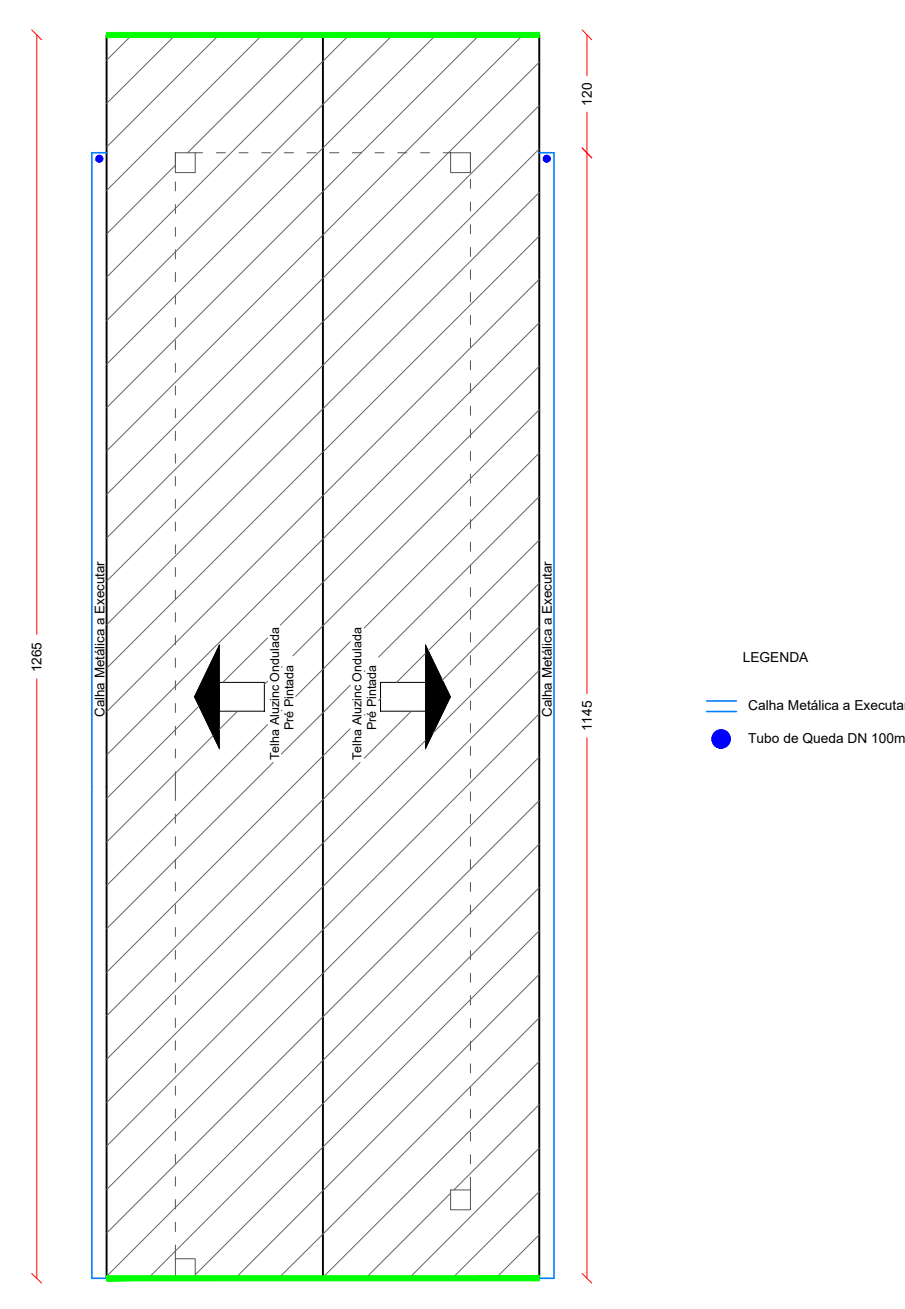 120
1265
Calha Metálica a Executar
Telha Aluzinc Ondulada
Pré Pintada
Telha Aluzinc Ondulada
Pré Pintada
Calha Metálica a Executar
1145
LEGENDA
Calha Metálica a Executar
Tubo de Queda DN 100m